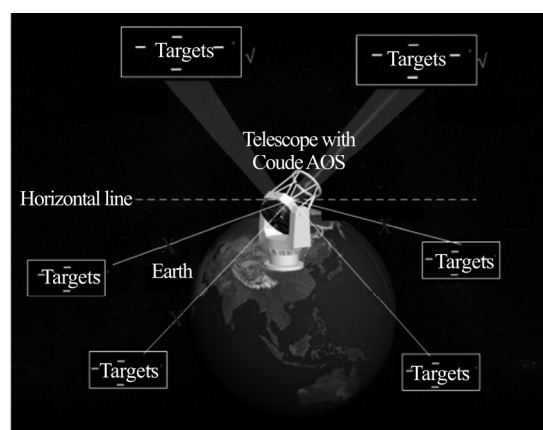 Targets √
Targets √
Telescope with
Coude AOS
Horizontal line
Earth
Targets
Targets
Targets
Targets